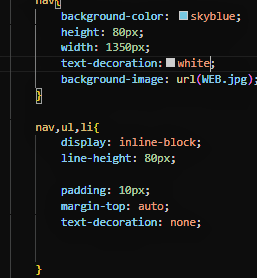 nav{
background-color: skyblue;
height: 80px;
width: 1350px;
text-decoration: white;
background-image: url(WEB.jpg);
}
nav,ul,li{
display: inline-block;
line-height: 80px;
padding: 10px;
margin-top: auto;
text-decoration: none;
}